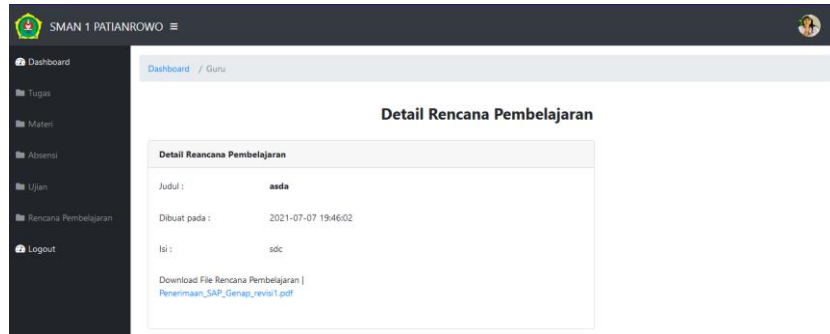 SMAN 1 PATIANROWO
Dashboard
Tugas
Materi
Absensi
Ujian
Rencana Pembelajaran
Logout
Dashboard / Guru
Detail Rencana Pembelajaran
Detail Reancana Pembelajaran
Judul : asda
Dibuat pada : 2021-07-07 19:46:02
Isi : sdc
Download File Rencana Pembelajaran |
Penerimaan_SAP_Genap_revisi1.pdf